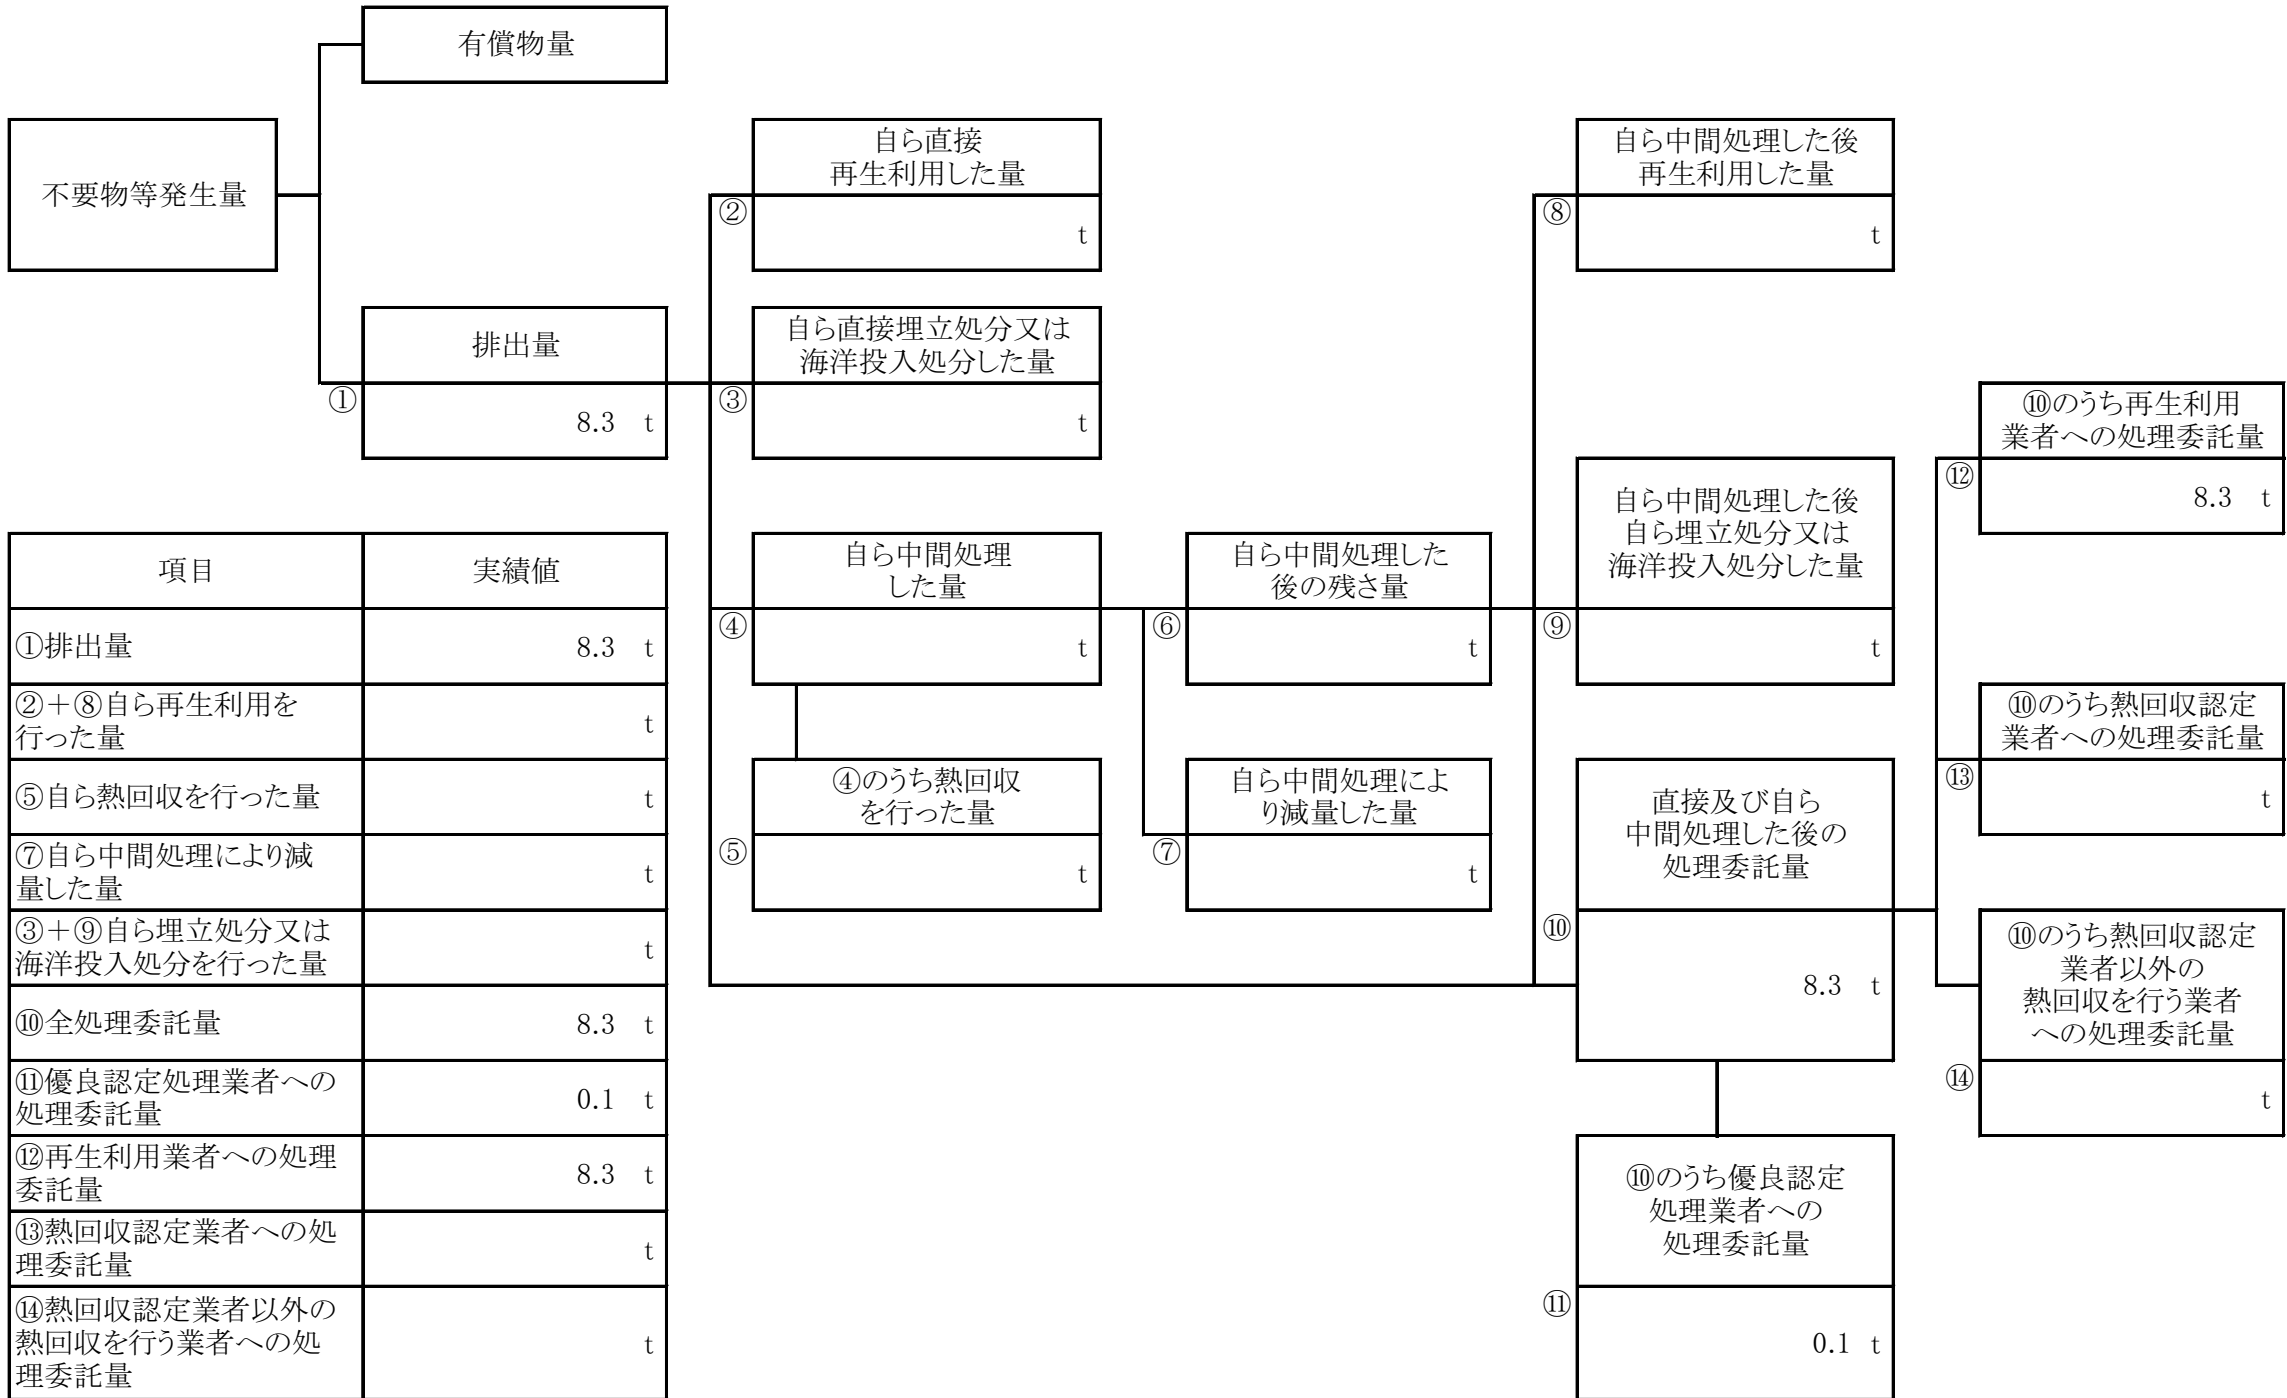 有償物量
不要物等発生量
自ら直接
再生利用した量
②
t
自ら中間処理した後
再生利用した量
⑧
t
排出量
①
8.3 t
自ら直接埋立処分又は
海洋投入処分した量
③
t
⑩のうち再生利用
業者への処理委託量
⑫
8.3 t
自ら中間処理
した量
④
t
自ら中間処理した
後の残さ量
⑥
t
自ら中間処理した後
自ら埋立処分又は
海洋投入処分した量
⑨
t
⑩のうち熱回収認定
業者への処理委託量
⑬
t
④のうち熱回収
を行った量
⑤
t
自ら中間処理によ
り減量した量
⑦
t
直接及び自ら
中間処理した後の
処理委託量
⑩
8.3 t
⑩のうち熱回収認定
業者以外の
熱回収を行う業者
への処理委託量
⑭
t
⑩のうち優良認定
処理業者への
処理委託量
⑪
0.1 t
項目 実績値
①排出量 8.3 t
②+⑧自ら再生利用を
行った量 t
⑤自ら熱回収を行った量 t
⑦自ら中間処理により減
量した量 t
③+⑨自ら埋立処分又は
海洋投入処分を行った量 t
⑩全処理委託量 8.3 t
⑪優良認定処理業者への
処理委託量 0.1 t
⑫再生利用業者への処理
委託量 8.3 t
⑬熱回収認定業者への処
理委託量 t
⑭熱回収認定業者以外の
熱回収を行う業者への処
理委託量 t